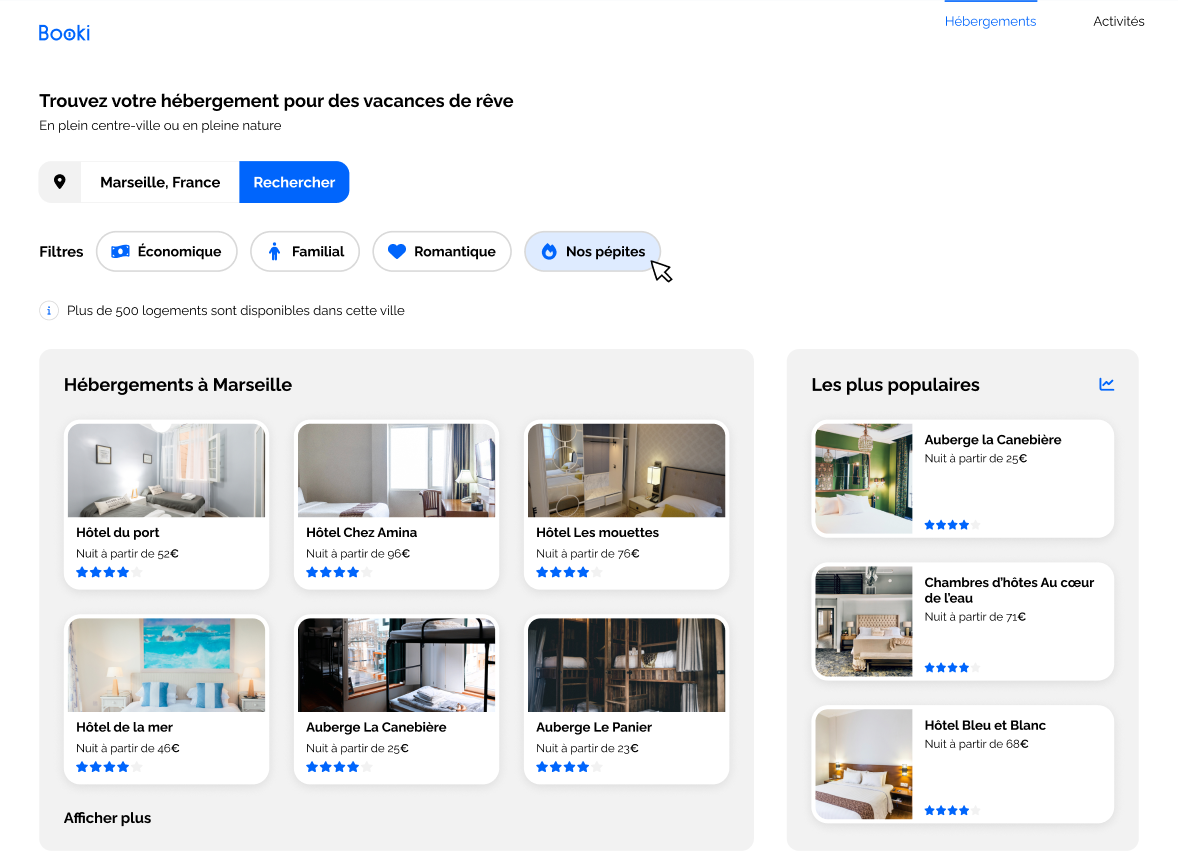 Booki
Hébergements
Activités
Trouvez votre hébergement pour des vacances de rêve
En plein centre-ville ou en pleine nature
Marseille, France
Rechercher
Filtres
Économique
Familial
Romantique
Nos pépites
i
Plus de 500 logements sont disponibles dans cette ville
Hébergements à Marseille
Hôtel du port
Nuit à partir de 52€
Hôtel Chez Amina
Nuit à partir de 96€
Hôtel Les mouettes
Nuit à partir de 76€
Hôtel de la mer
Nuit à partir de 46€
Auberge La Canebière
Nuit à partir de 25€
Auberge Le Panier
Nuit à partir de 23€
Afficher plus
Les plus populaires
Auberge la Canebière
Nuit à partir de 25€
Chambres d'hôtes Au cœur
de l'eau
Nuit à partir de 71€
Hôtel Bleu et Blanc
Nuit à partir de 68€